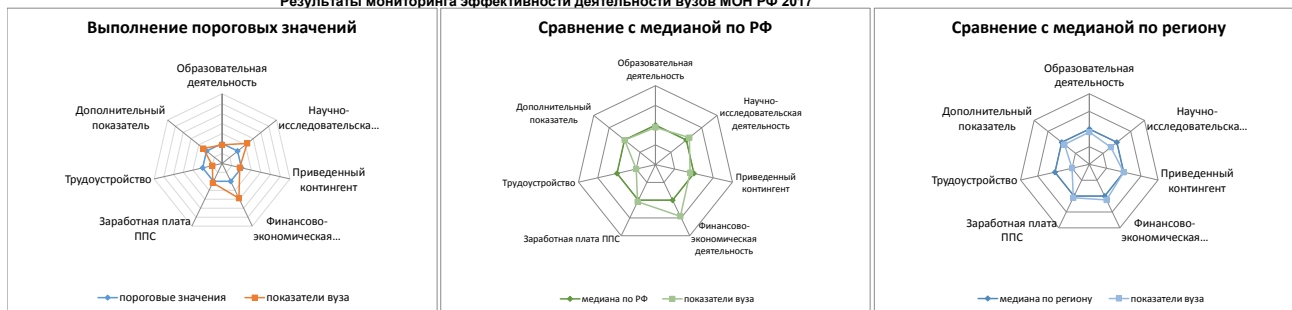 Результаты мониторинга эффективности деятельности вузов МОН РФ 2017
Выполнение пороговых значений
Образовательная
деятельность
Научно-
исследовательска...
Приведенный
контингент
Финансово-
экономическая...
Заработная плата
ППС
Трудоустройство
Дополнительный
показатель
пороговые значения
показатели вуза
Сравнение с медианой по РФ
Образовательная
деятельность
Научно-
исследовательская
деятельность
Приведенный
контингент
Финансово-
экономическая
деятельность
Заработная плата ППС
Трудоустройство
Дополнительный
показатель
медиана по РФ
показатели вуза
Сравнение с медианой по региону
Образовательная
деятельность
Научно-
исследовательска...
Приведенный
контингент
Финансово-
экономическая...
Заработная плата
ППС
Трудоустройство
Дополнительный
показатель
медиана по региону
показатели вуза